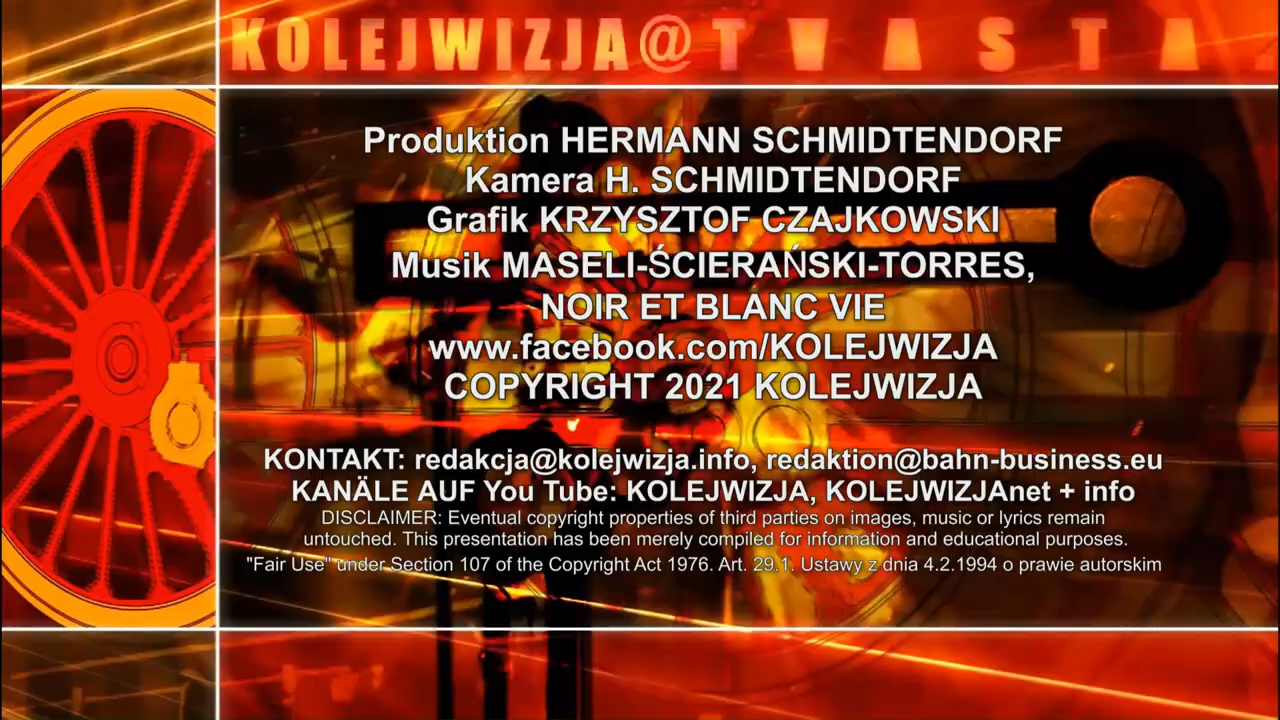 KOLEJWIZJA@TVASTA
Produktion HERMANN SCHMIDTENDORF
Kamera H. SCHMIDTENDORF
Grafik KRZYSZTOF CZAJKOWSKI
Musik MASELI-ŚCIERAŃSKI-TORRES,
NOIR ET BLANC VIE
www.facebook.com/KOLEJWIZJA
COPYRIGHT 2021 KOLEJWIZJA
KONTAKT: redakcja@kolejwizja.info, redaktion@bahn-business.eu
KANÄLE AUF You Tube: KOLEJWIZJA, KOLEJWIZJAnet + info
DISCLAIMER: Eventual copyright properties of third parties on images, music or lyrics remain
untouched. This presentation has been merely compiled for information and educational purposes.
"Fair Use" under Section 107 of the Copyright Act 1976. Art. 29.1. Ustawy z dnia 4.2.1994 o prawie autorskim